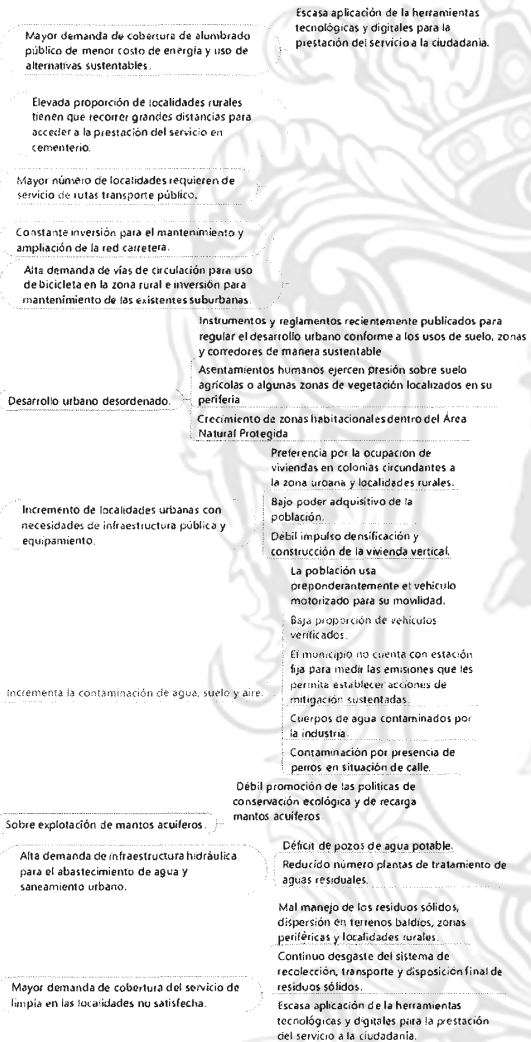 Escasa aplicación de la herramientas
tecnológicas y digitales para la
prestación del servicio a la ciudadanía.
Mayor demanda de cobertura de alumbrado
público de menor costo de energía y uso de
alternativas sustentables.
Elevada proporción de localidades rurales
tienen que recorrer grandes distancias para
acceder a la prestación del servicio en
cementerio.
Mayor número de localidades requieren de
servicio de rutas transporte público.
Constante inversión para el mantenimiento y
ampliación de la red carretera.
Alta demanda de vías de circulación para uso
de bicicleta en la zona rural e inversión para
mantenimiento de las existentes suburbanas.
Desarrollo urbano desordenado.
Instrumentos y reglamentos recientemente publicados para
regular el desarrollo urbano conforme a los usos de suelo, zonas
y corredores de manera sustentable
Asentamientos humanos ejercen presión sobre suelo
agrícolas o algunas zonas de vegetación localizados en su
periferia
Crecimiento de zonas habitacionales dentro del Área
Natural Protegida
Incremento de localidades urbanas con
necesidades de infraestructura pública y
equipamiento.
Preferencia por la ocupación de
viviendas en colonias circundantes a
la zona urbana y localidades rurales.
Bajo poder adquisitivo de la
población.
Débil impulso densificación y
construcción de la vivienda vertical.
Incrementa la contaminación de agua, suelo y aire.
La población usa
preponderantemente el vehículo
motorizado para su movilidad.
Baja proporción de vehículos
verificados.
El municipio no cuenta con estación
fija para medir las emisiones que les
permita establecer acciones de
mitigación sustentadas.
Cuerpos de agua contaminados por
la industria.
Contaminación por presencia de
perros en situación de calle.
Sobre explotación de mantos acuíferos.
Débil promoción de las políticas de
conservación ecológica y de recarga
mantos acuíferos
Alta demanda de infraestructura hidráulica
para el abastecimiento de agua y
saneamiento urbano.
Déficit de pozos de agua potable.
Reducido número plantas de tratamiento de
aguas residuales.
Mayor demanda de cobertura del servicio de
limpia en las localidades no satisfecha.
Mal manejo de los residuos sólidos,
dispersión en terrenos baldíos, zonas
periféricas y localidades rurales.
Continuo desgaste del sistema de
recolección, transporte y disposición final de
residuos sólidos.
Escasa aplicación de la herramientas
tecnológicas y digitales para la prestación
del servicio a la ciudadanía.